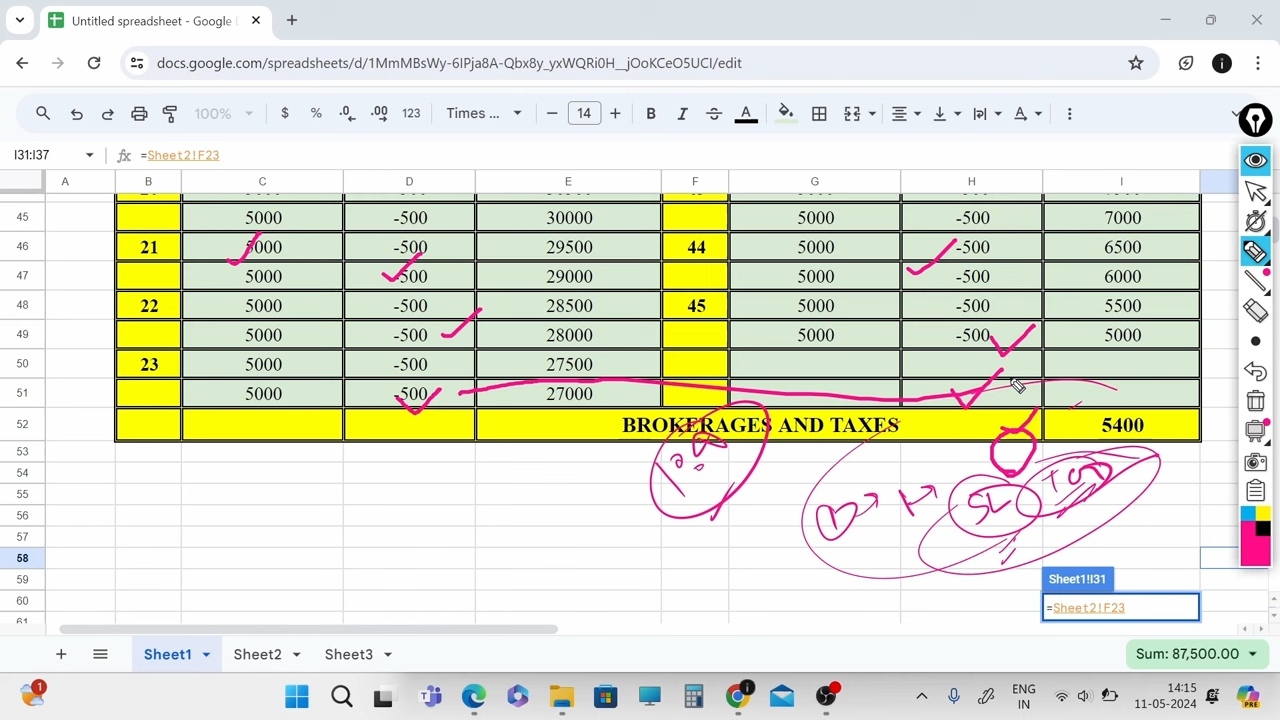 Untitled spreadsheet - Google
docs.google.com/spreadsheets/d/1MmMBsWy-6IPja8A-Qbx8y_yxWQRi0H__jOoKCeO5UCI/edit
100% $ % .0 .00 123 Times ... 14 B I A
I31:I37 =Sheet2!F23
A B C D E F G H I
45 5000 -500 30000 5000 -500 7000
46 21 5000 -500 29500 44 5000 -500 6500
47 5000 -500 29000 5000 -500 6000
48 22 5000 -500 28500 45 5000 -500 5500
49 5000 -500 28000 5000 -500 5000
50 23 5000 -500 27500
51 5000 -500 27000
52 BROKERAGES AND TAXES 5400
53
54
55
SL
56
57
58
59 Sheet1!I31
60 =Sheet2!F23
61
Sheet1 Sheet2 Sheet3 Sum: 87,500.00
1 ENG 14:15
IN 11-05-2024